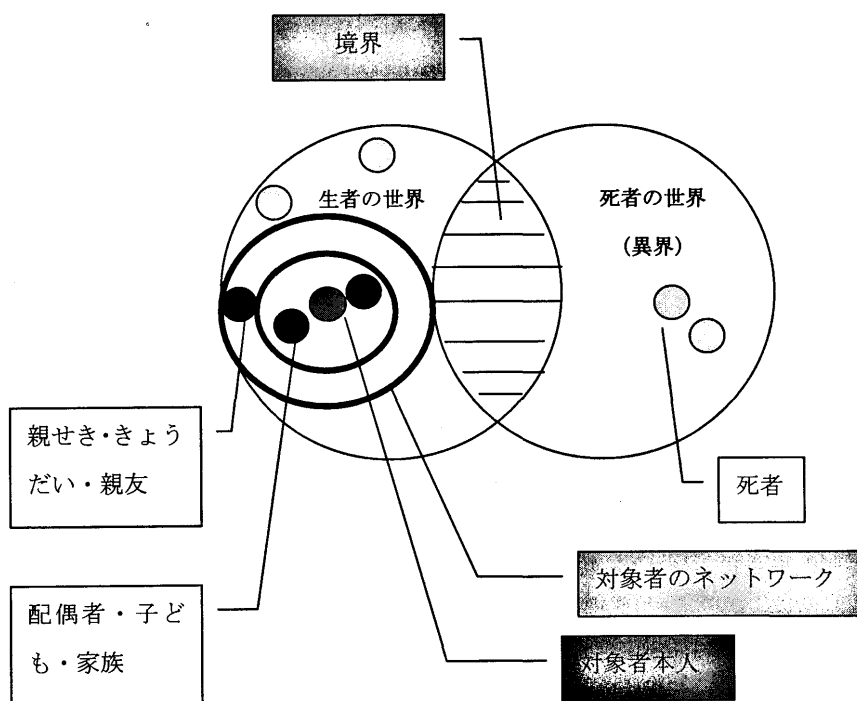 境界
生者の世界
死者の世界
(異界)
親せき・きょう
だい・親友
死者
対象者のネットワーク
配偶者・子ど
も・家族
対象者本人